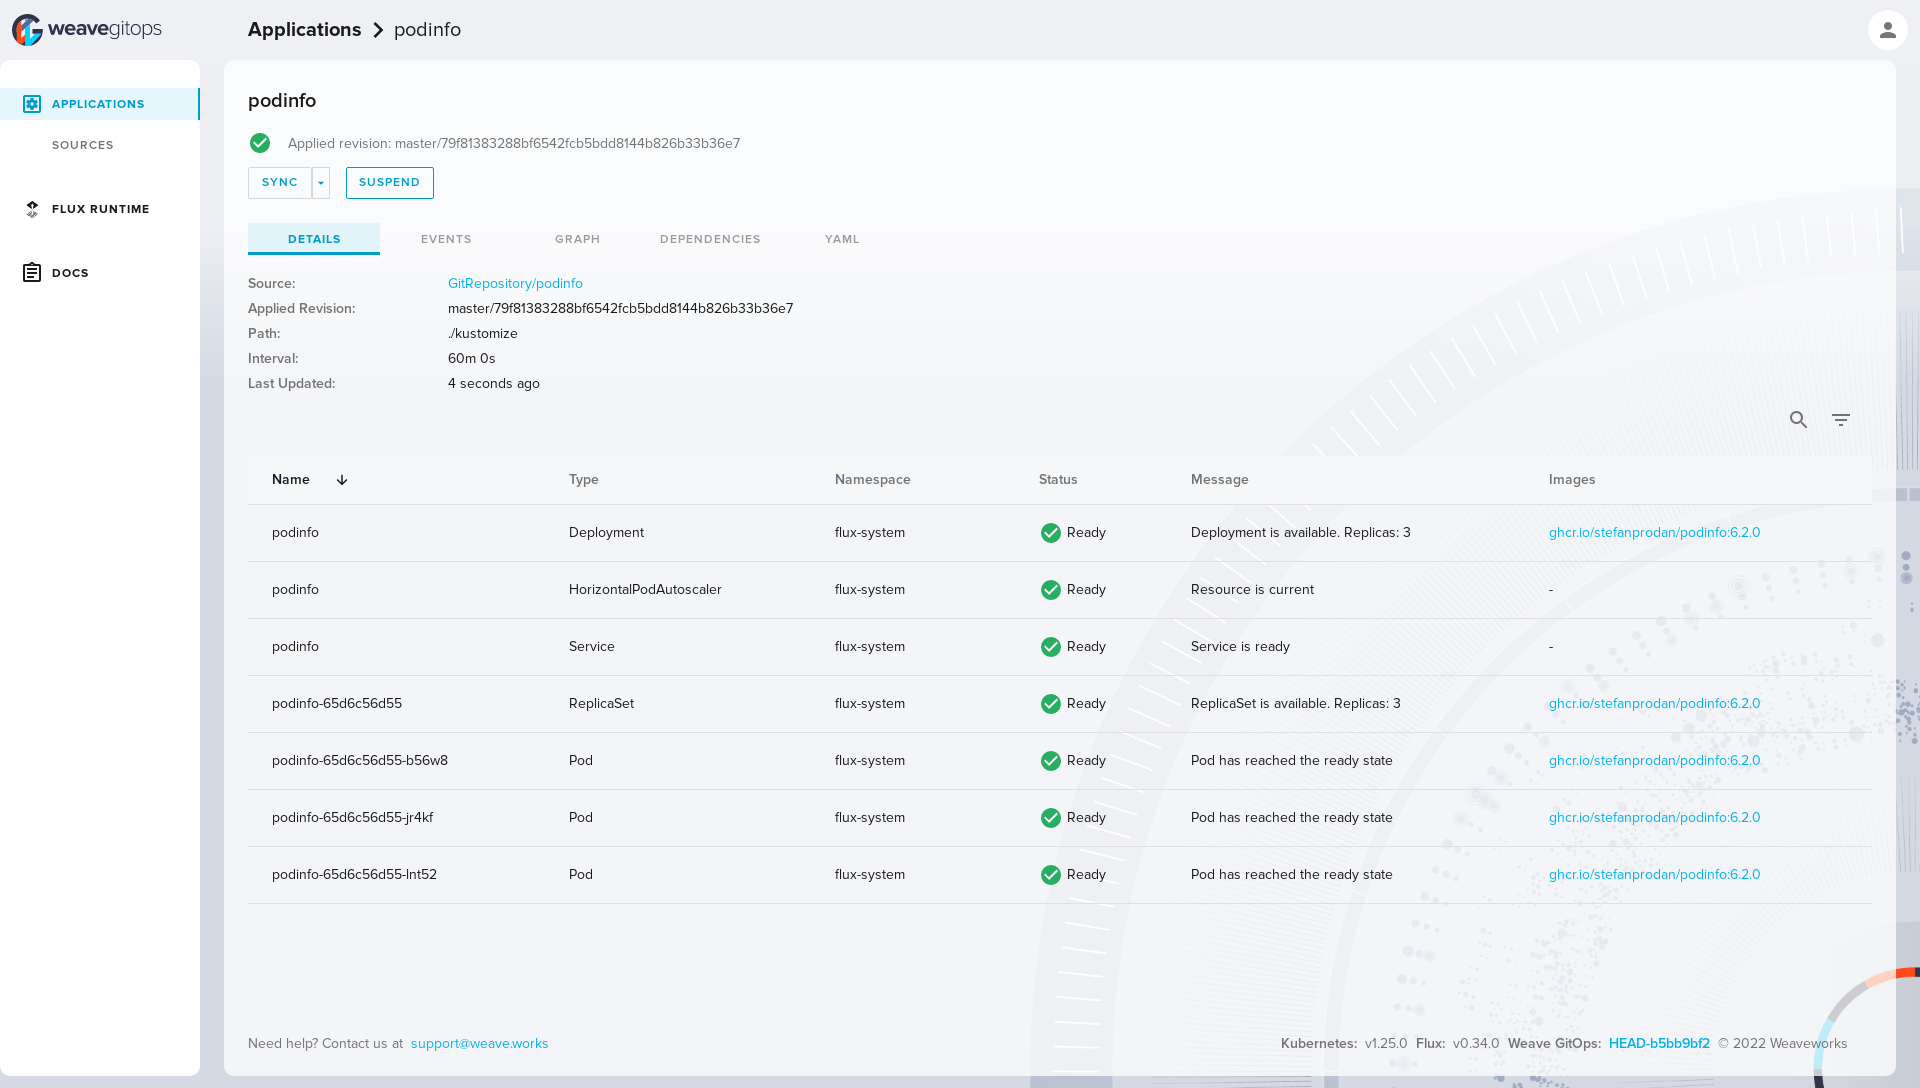 weavegitops
Applications podinfo
APPLICATIONS
SOURCES
FLUX RUNTIME
DOCS
podinfo
Applied revision: master/79f81383288bf6542fcb5bdd8144b826b33b36e7
SYNC SUSPEND
DETAILS EVENTS GRAPH DEPENDENCIES YAML
Source: GitRepository/podinfo
Applied Revision: master/79f81383288bf6542fcb5bdd8144b826b33b36e7
Path: ./kustomize
Interval: 60m 0s
Last Updated: 4 seconds ago
Name Type Namespace Status Message Images
podinfo Deployment flux-system Ready Deployment is available. Replicas: 3 ghcr.io/stefanprodan/podinfo:6.2.0
podinfo HorizontalPodAutoscaler flux-system Ready Resource is current -
podinfo Service flux-system Ready Service is ready -
podinfo-65d6c56d55 ReplicaSet flux-system Ready ReplicaSet is available. Replicas: 3 ghcr.io/stefanprodan/podinfo:6.2.0
podinfo-65d6c56d55-b56w8 Pod flux-system Ready Pod has reached the ready state ghcr.io/stefanprodan/podinfo:6.2.0
podinfo-65d6c56d55-jr4kf Pod flux-system Ready Pod has reached the ready state ghcr.io/stefanprodan/podinfo:6.2.0
podinfo-65d6c56d55-lnt52 Pod flux-system Ready Pod has reached the ready state ghcr.io/stefanprodan/podinfo:6.2.0
Need help? Contact us at support@weave.works
Kubernetes: v1.25.0 Flux: v0.34.0 Weave GitOps: HEAD-b5bb9bf2 © 2022 Weaveworks